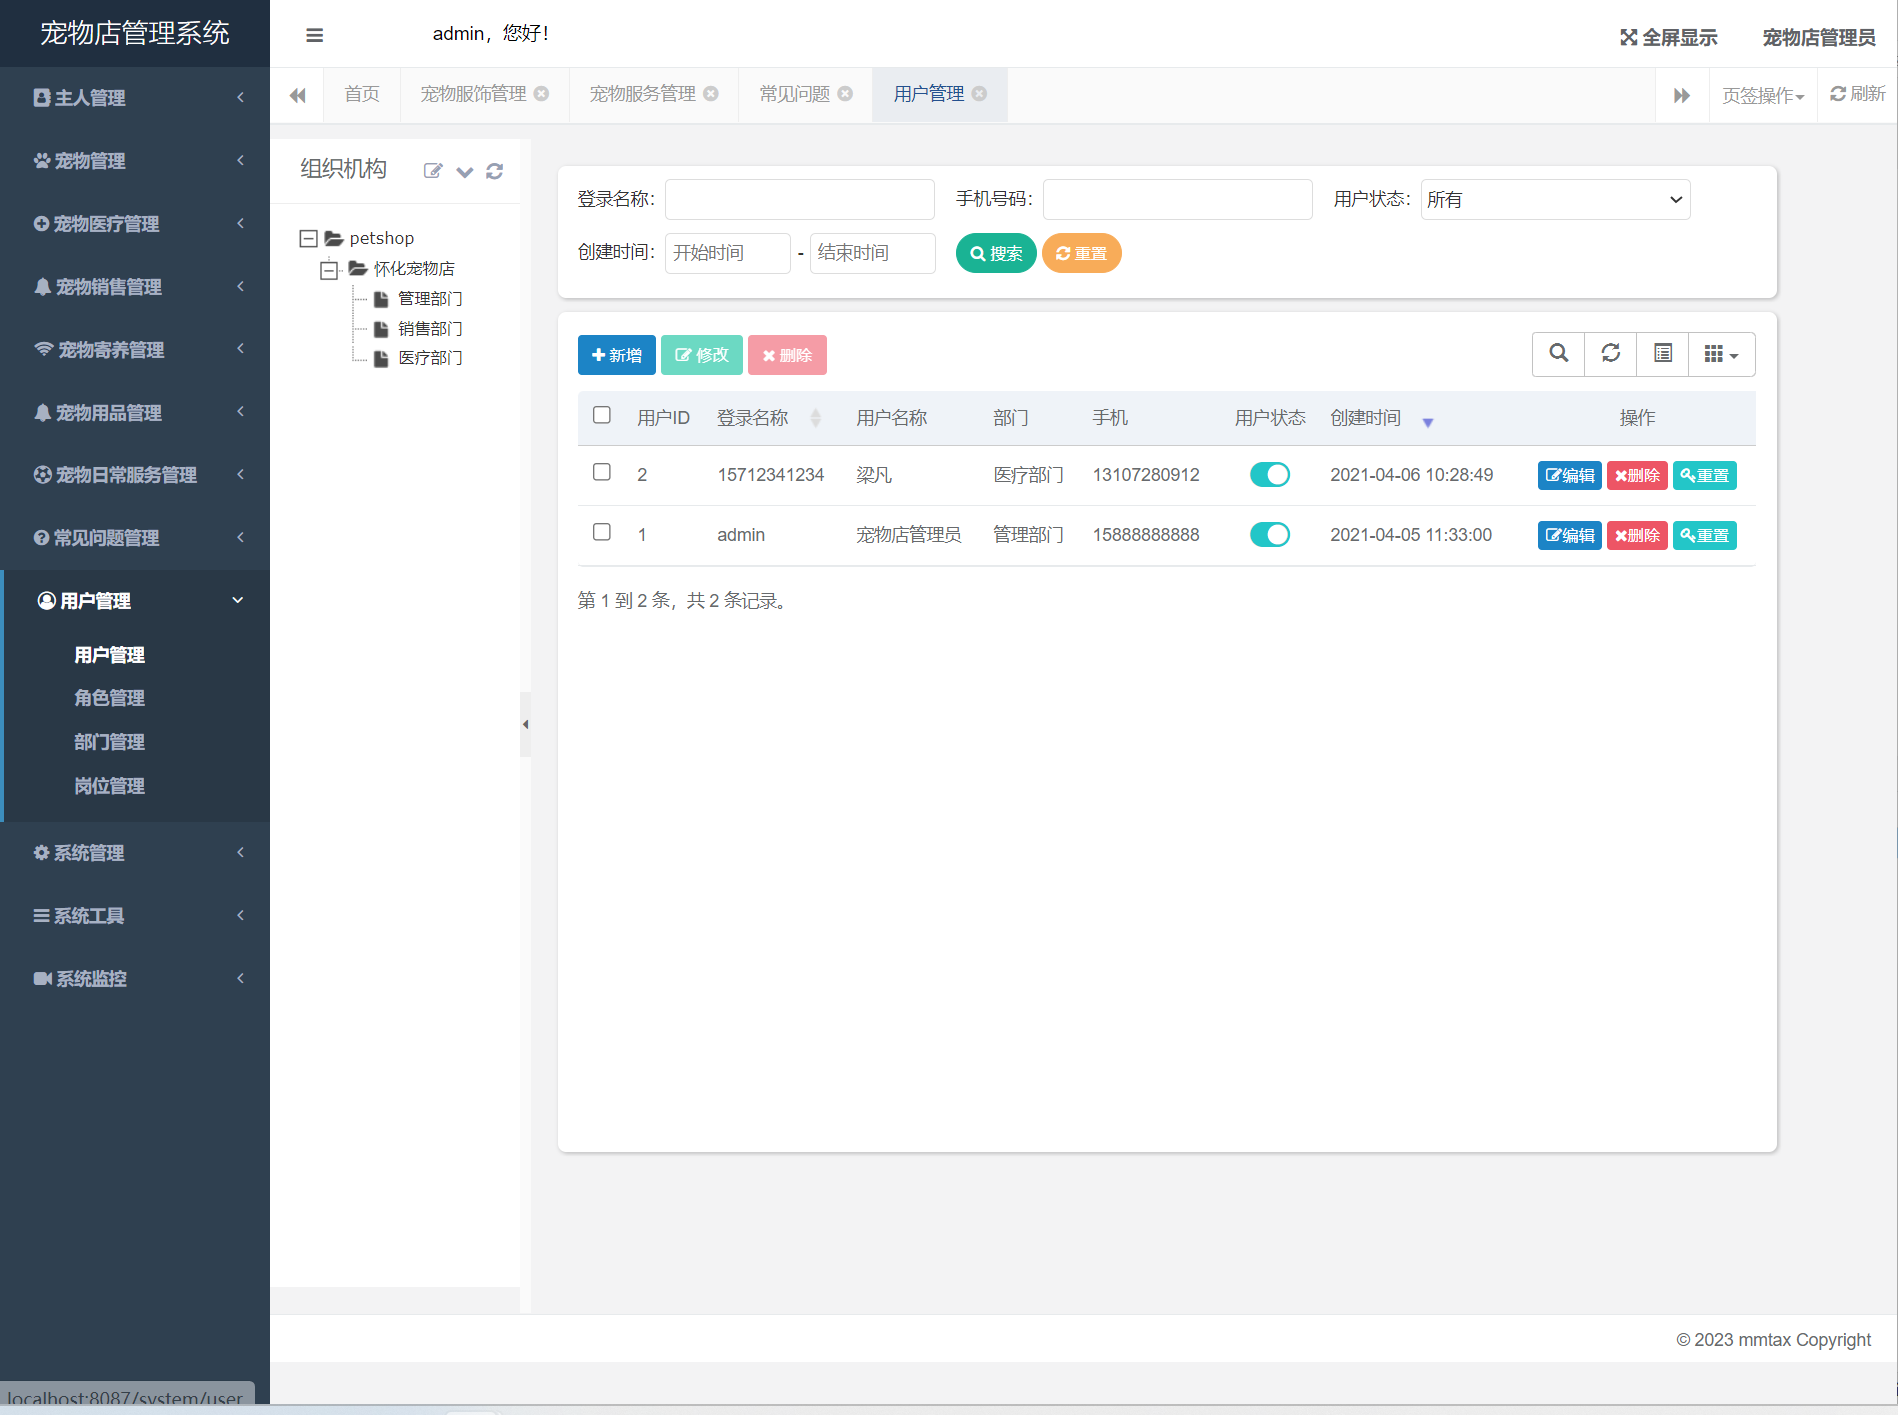 宠物店管理系统
admin，您好！
全屏显示
宠物店管理员
首页
宠物服饰管理
宠物服务管理
常见问题
用户管理
页签操作
刷新
主人管理
宠物管理
宠物医疗管理
宠物销售管理
宠物寄养管理
宠物用品管理
宠物日常服务管理
常见问题管理
用户管理
用户管理
角色管理
部门管理
岗位管理
系统管理
系统工具
系统监控
组织机构
petshop
怀化宠物店
管理部门
销售部门
医疗部门
登录名称：
手机号码：
用户状态： 所有
创建时间： 开始时间 - 结束时间
搜索
重置
新增
修改
删除
用户ID 登录名称 用户名称 部门 手机 用户状态 创建时间 操作
2 15712341234 梁凡 医疗部门 13107280912 2021-04-06 10:28:49 编辑 删除 重置
1 admin 宠物店管理员 管理部门 15888888888 2021-04-05 11:33:00 编辑 删除 重置
第 1 到 2 条，共 2 条记录。
© 2023 mmtax Copyright
localhost:8087/system/user